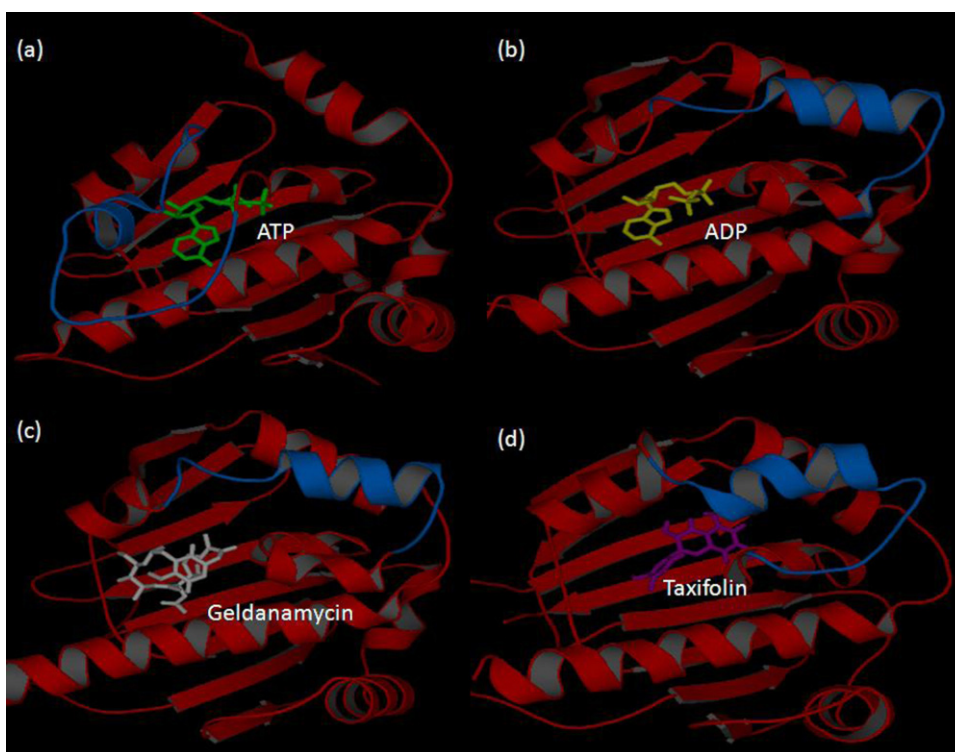 (a)
ATP
(b)
ADP
(c)
Geldanamycin
(d)
Taxifolin